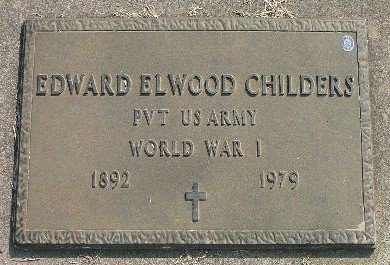 EDWARD ELWOOD CHILDERS
PVT US ARMY
WORLD WAR I
1892 1979